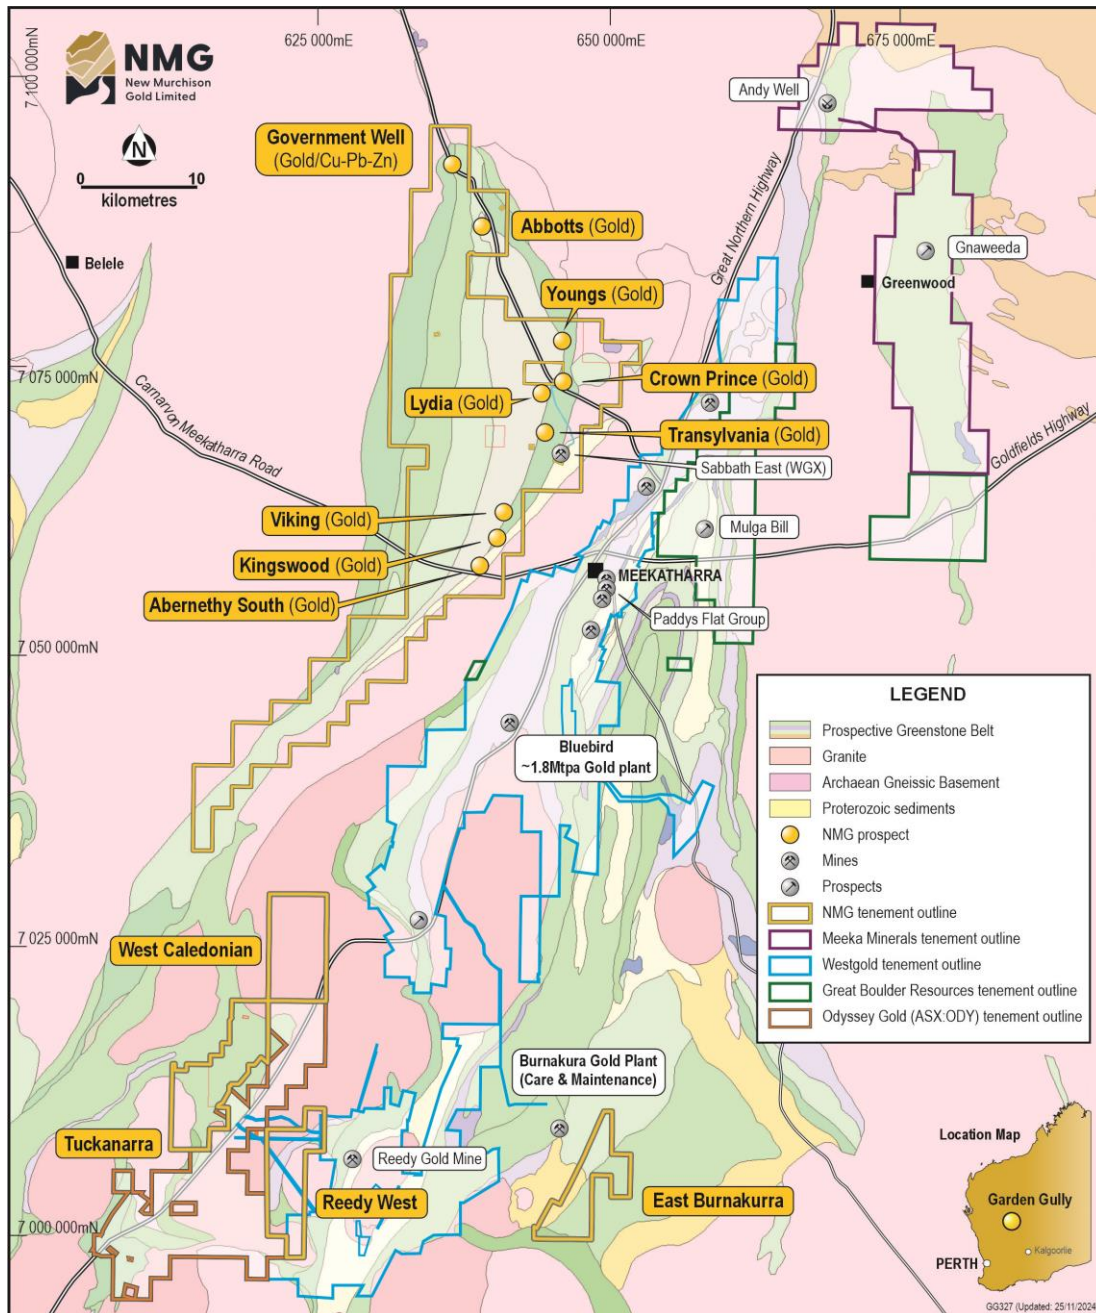 NMG
New Murchison
Gold Limited
N
0 10
kilometres
625 000mE
650 000mE
675 000mE
7 100 000mN
7 075 000mN
7 050 000mN
7 025 000mN
7 000 000mN
Andy Well
Government Well
(Gold/Cu-Pb-Zn)
Abbotts (Gold)
Great Northern Highway
Gnaweeda
Belele
Greenwood
Youngs (Gold)
Crown Prince (Gold)
Lydia (Gold)
Carnarvon Meekatharra Road
Transylvania (Gold)
Goldfields Highway
Sabbath East (WGX)
Viking (Gold)
Mulga Bill
Kingswood (Gold)
MEEKATHARRA
Abernethy South (Gold)
Paddys Flat Group
Bluebird
~1.8Mtpa Gold plant
LEGEND
Prospective Greenstone Belt
Granite
Archaean Gneissic Basement
Proterozoic sediments
NMG prospect
Mines
Prospects
NMG tenement outline
Meeka Minerals tenement outline
Westgold tenement outline
Great Boulder Resources tenement outline
Odyssey Gold (ASX:ODY) tenement outline
West Caledonian
Burnakura Gold Plant
(Care & Maintenance)
Tuckanarra
Reedy Gold Mine
Reedy West
East Burnakurra
Location Map
Garden Gully
Kalgoorlie
PERTH
GG327 (Updated: 25/11/2024)